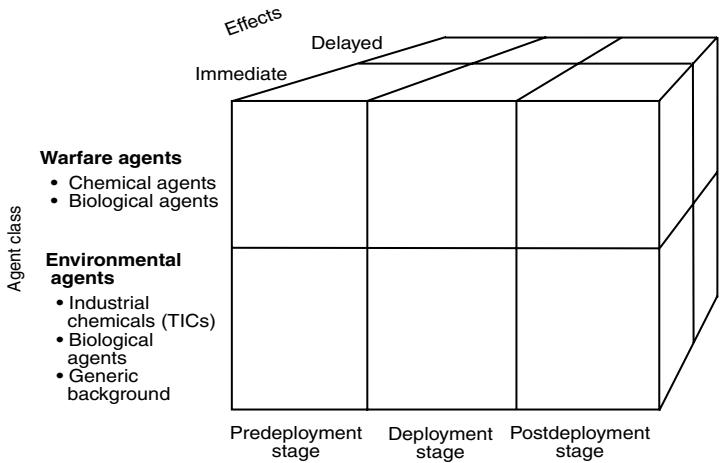 Effects
Delayed
Immediate
Agent class
Warfare agents
• Chemical agents
• Biological agents
Environmental
agents
• Industrial
chemicals (TICs)
• Biological
agents
• Generic
background
Predeployment
stage
Deployment
stage
Postdeployment
stage